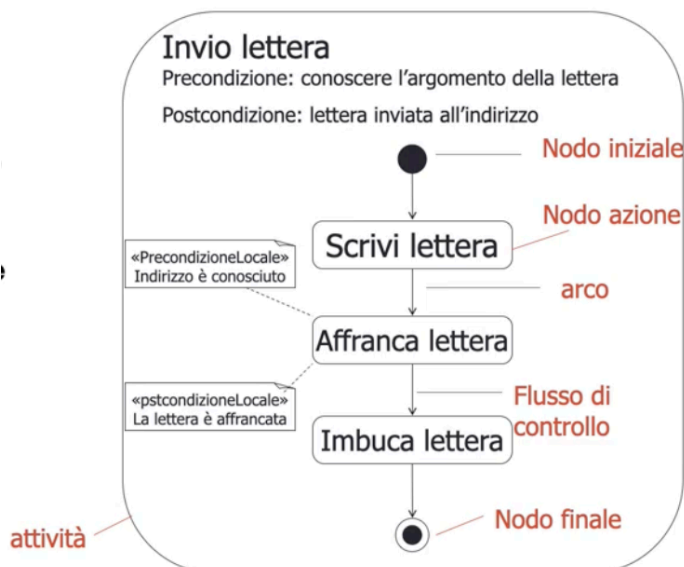 Invio lettera
Precondizione: conoscere l'argomento della lettera
Postcondizione: lettera inviata all'indirizzo
Nodo iniziale
Nodo azione
Scrivi lettera
«PrecondizioneLocale»
Indirizzo è conosciuto
arco
Affranca lettera
«pstcondizioneLocale»
La lettera è affrancata
Flusso di
controllo
Imbuca lettera
Nodo finale
attività